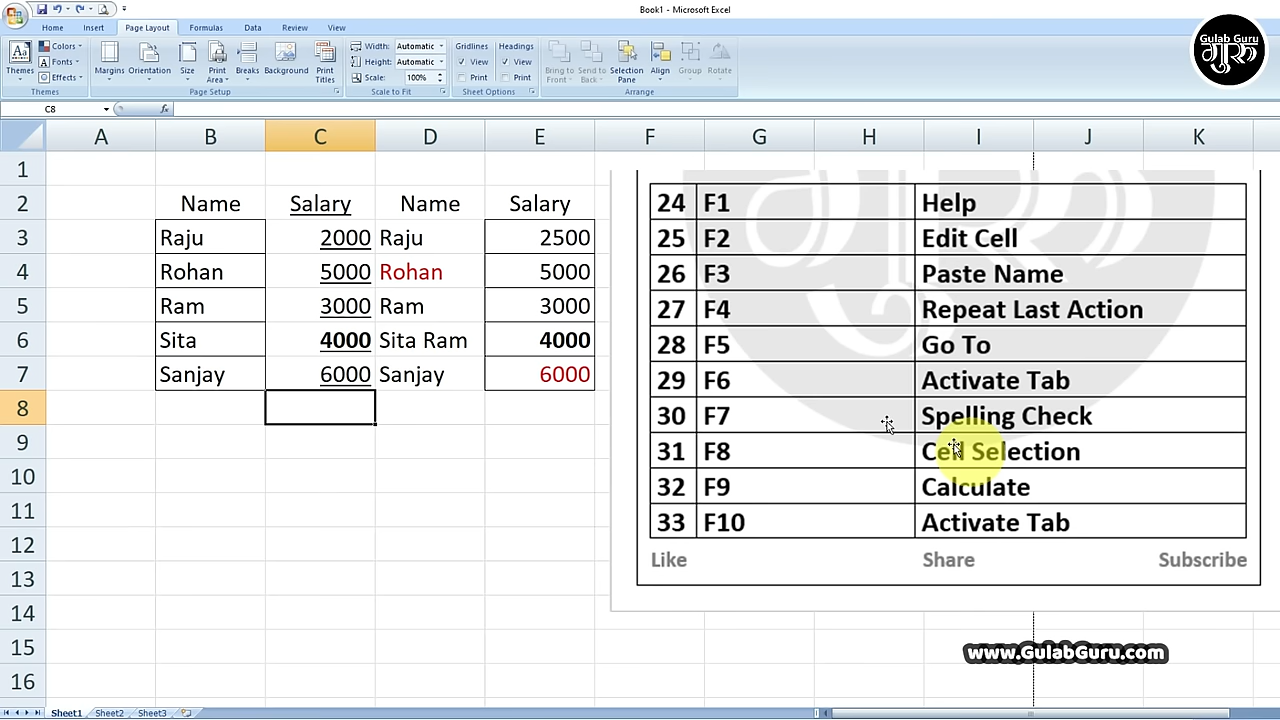 Book1 - Microsoft Excel
Home Insert Page Layout Formulas Data Review View
Themes Colors Fonts Effects
Margins Orientation Size Print Area Breaks Background Print Titles
Width: Automatic
Height: Automatic
Scale: 100%
Gridlines Headings
View View
Print Print
Bring to Front Send to Back Selection Pane Align Group Rotate
Themes Page Setup Scale to Fit Sheet Options Arrange
Gulab Guru
गुरू
C8 fx
A B C D E F G H I J K
1
2 Name Salary Name Salary
3 Raju 2000 Raju 2500
4 Rohan 5000 Rohan 5000
5 Ram 3000 Ram 3000
6 Sita 4000 Sita Ram 4000
7 Sanjay 6000 Sanjay 6000
8
9
10
11
12
13
14
15
16
24 F1 Help
25 F2 Edit Cell
26 F3 Paste Name
27 F4 Repeat Last Action
28 F5 Go To
29 F6 Activate Tab
30 F7 Spelling Check
31 F8 Cell Selection
32 F9 Calculate
33 F10 Activate Tab
Like Share Subscribe
www.GulabGuru.com
Sheet1 Sheet2 Sheet3